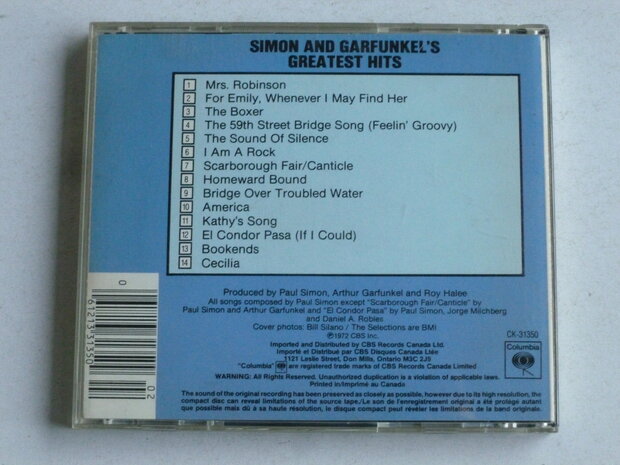 SIMON AND GARFUNKEL'S
GREATEST HITS
1 Mrs. Robinson
2 For Emily, Whenever I May Find Her
3 The Boxer
4 The 59th Street Bridge Song (Feelin' Groovy)
5 The Sound Of Silence
6 I Am A Rock
7 Scarborough Fair/Canticle
8 Homeward Bound
9 Bridge Over Troubled Water
10 America
11 Kathy's Song
12 El Condor Pasa (If I Could)
13 Bookends
14 Cecilia
Produced by Paul Simon, Arthur Garfunkel and Roy Halee
All songs composed by Paul Simon except "Scarborough Fair/Canticle" by
Paul Simon and Arthur Garfunkel and "El Condor Pasa" by Paul Simon, Jorge Milchberg
and Daniel A. Robles
Cover photos: Bill Silano / The Selections are BMI
℗1972 CBS Inc.
CK-31350
Imported and Distributed by CBS Records Canada Ltd.
Importé et Distribué par CBS Disques Canada Ltée
1121 Leslie Street, Don Mills, Ontario M3C 2J9
"Columbia" are registered trade marks of CBS Records Canada Limited
Columbia
WARNING: All Rights Reserved. Unauthorized duplication is a violation of applicable laws.
Printed in/Imprimé au Canada
The sound of the original recording has been preserved as closely as possible, however due to its high resolution, the
compact disc can reveal limitations of the source tape./Le son de l'enregistrement original a été protégé autant
que possible mais dû à sa haute résolution, le disque compact peut révéler les limitations de la bande originale.
0
02